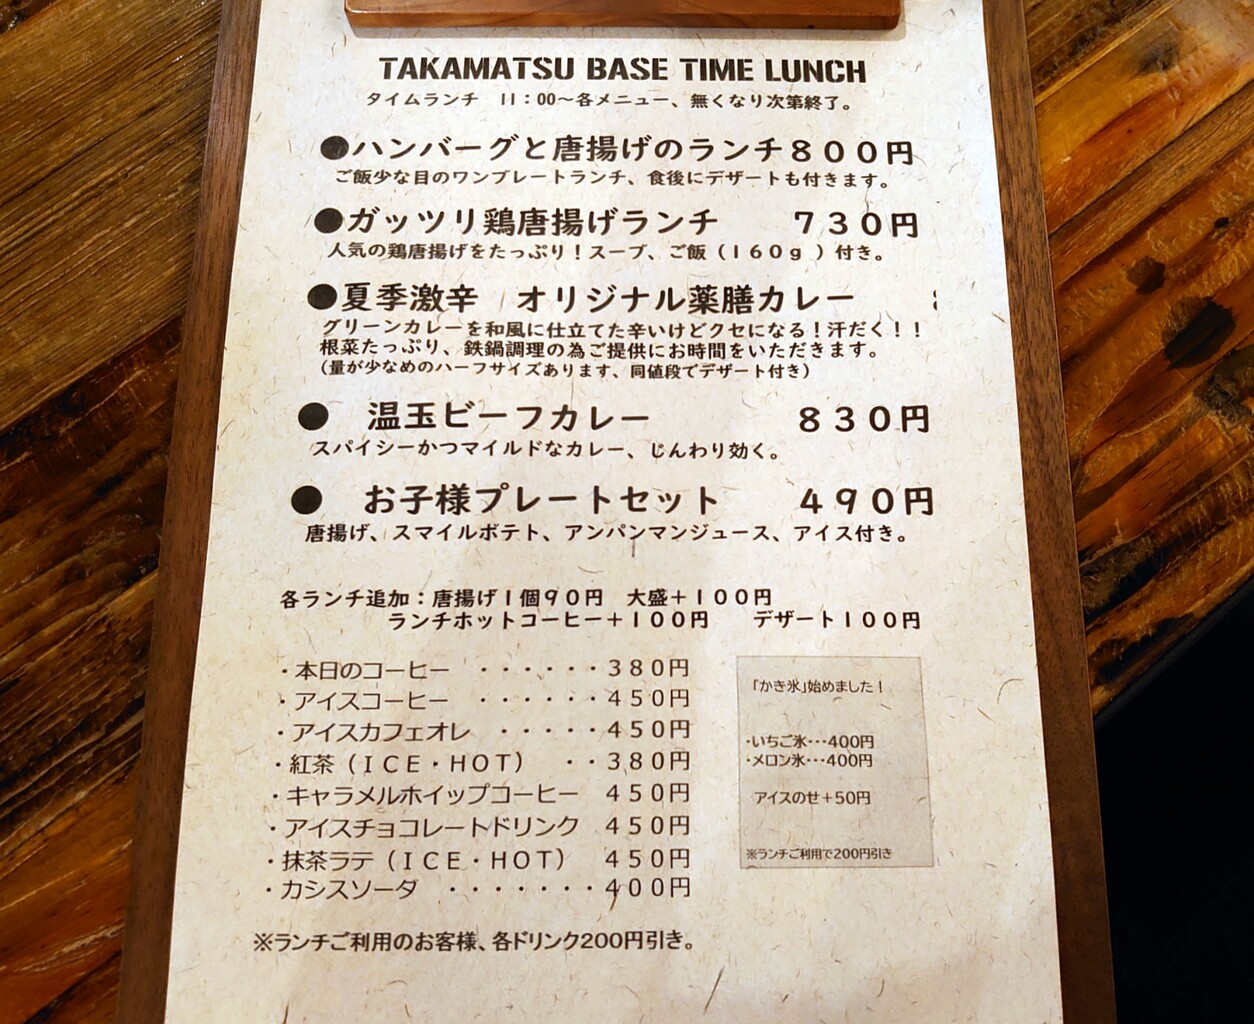 TAKAMATSU BASE TIME LUNCH
タイムランチ 11：00～各メニュー、無くなり次第終了。
●ハンバーグと唐揚げのランチ８００円
ご飯少な目のワンプレートランチ、食後にデザートも付きます。
●ガッツリ鶏唐揚げランチ ７３０円
人気の鶏唐揚げをたっぷり！スープ、ご飯（１６０ｇ ）付き。
●夏季激辛 オリジナル薬膳カレー
グリーンカレーを和風に仕立てた辛いけどクセになる！汗だく！！
根菜たっぷり、鉄鍋調理の為ご提供にお時間をいただきます。
（量が少なめのハーフサイズあります、同値段でデザート付き）
● 温玉ビーフカレー ８３０円
スパイシーかつマイルドなカレー、じんわり効く。
● お子様プレートセット ４９０円
唐揚げ、スマイルポテト、アンパンマンジュース、アイス付き。
各ランチ追加：唐揚げ１個９０円 大盛＋１００円
ランチホットコーヒー＋１００円 デザート１００円
・本日のコーヒー ・・・・・・３８０円
・アイスコーヒー ・・・・・・４５０円
・アイスカフェオレ ・・・・・４５０円
・紅茶（ＩＣＥ・ＨＯＴ） ・・３８０円
・キャラメルホイップコーヒー ４５０円
・アイスチョコレートドリンク ４５０円
・抹茶ラテ（ＩＣＥ・ＨＯＴ） ４５０円
・カシスソーダ ・・・・・・・４００円
※ランチご利用のお客様、各ドリンク200円引き。
「かき氷」始めました！
・いちご氷・・・400円
・メロン氷・・・400円
アイスのせ＋50円
※ランチご利用で200円引き